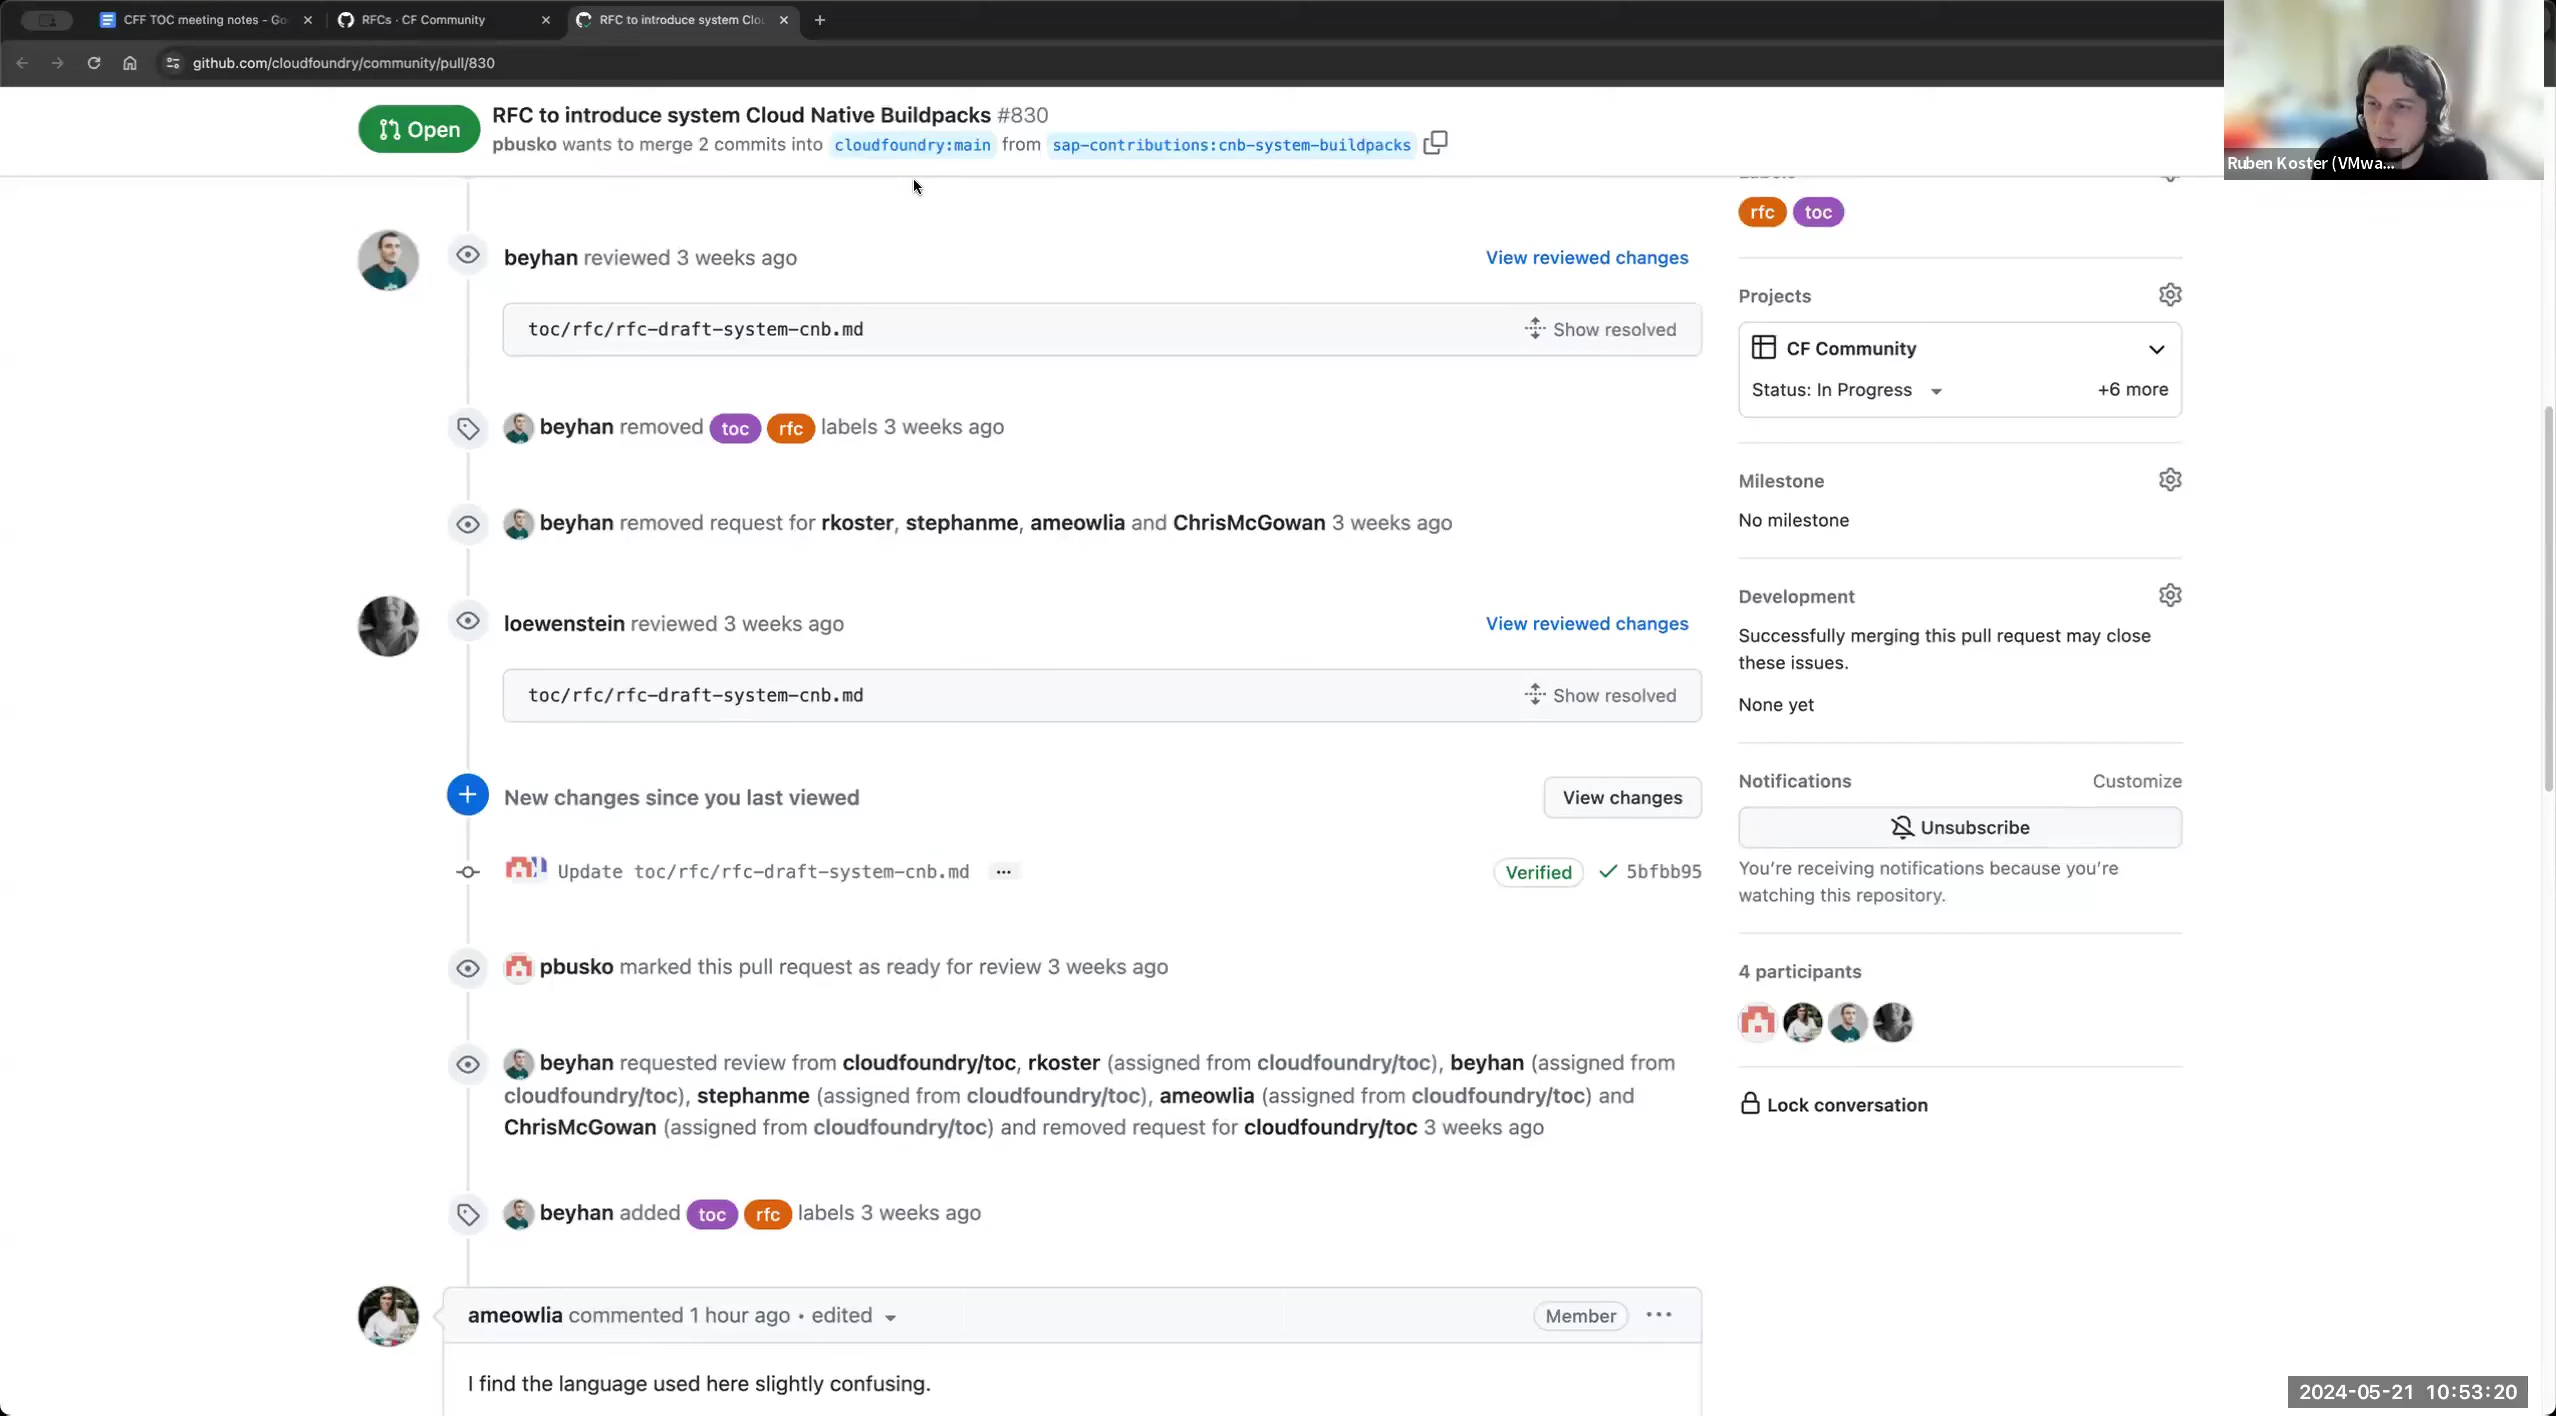 CFF TOC meeting notes - Go
RFCs · CF Community
RFC to introduce system Clou
github.com/cloudfoundry/community/pull/830
Ruben Koster (VMwa...
Open
RFC to introduce system Cloud Native Buildpacks #830
pbusko wants to merge 2 commits into cloudfoundry:main from sap-contributions:cnb-system-buildpacks
beyhan reviewed 3 weeks ago
View reviewed changes
toc/rfc/rfc-draft-system-cnb.md
Show resolved
beyhan removed toc rfc labels 3 weeks ago
beyhan removed request for rkoster, stephanme, ameowlia and ChrisMcGowan 3 weeks ago
loewenstein reviewed 3 weeks ago
View reviewed changes
toc/rfc/rfc-draft-system-cnb.md
Show resolved
New changes since you last viewed
View changes
Update toc/rfc/rfc-draft-system-cnb.md ...
Verified
5bfbb95
pbusko marked this pull request as ready for review 3 weeks ago
beyhan requested review from cloudfoundry/toc, rkoster (assigned from cloudfoundry/toc), beyhan (assigned from
cloudfoundry/toc), stephanme (assigned from cloudfoundry/toc), ameowlia (assigned from cloudfoundry/toc) and
ChrisMcGowan (assigned from cloudfoundry/toc) and removed request for cloudfoundry/toc 3 weeks ago
beyhan added toc rfc labels 3 weeks ago
ameowlia commented 1 hour ago • edited
Member
I find the language used here slightly confusing.
rfc toc
Projects
CF Community
Status: In Progress
+6 more
Milestone
No milestone
Development
Successfully merging this pull request may close
these issues.
None yet
Notifications
Customize
Unsubscribe
You're receiving notifications because you're
watching this repository.
4 participants
Lock conversation
2024-05-21 10:53:20